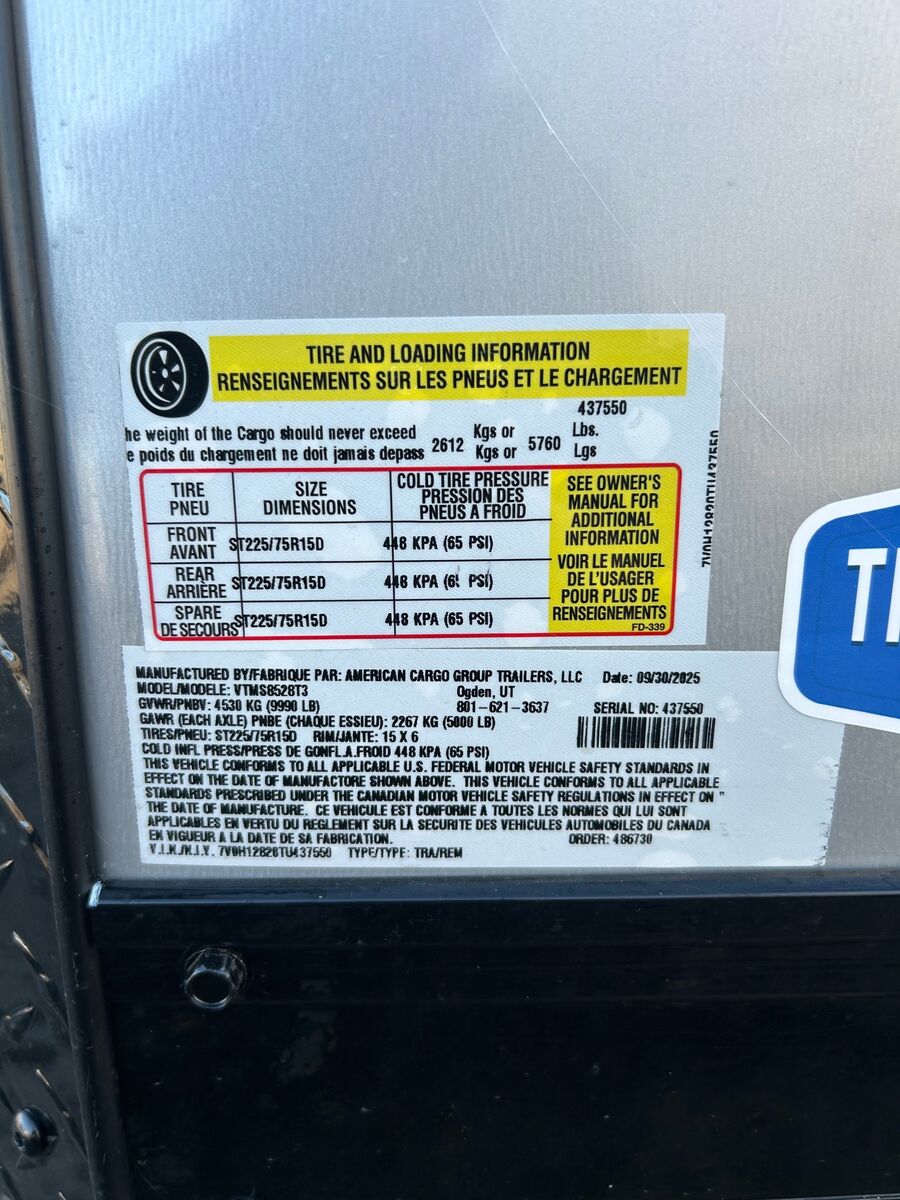 TIRE AND LOADING INFORMATION
RENSEIGNEMENTS SUR LES PNEUS ET LE CHARGEMENT
437550
he weight of the Cargo should never exceed 2612 Kgs or 5760 Lbs.
e poids du chargement ne doit jamais depass Kgs or Lgs
TIRE
PNEU
SIZE
DIMENSIONS
COLD TIRE PRESSURE
PRESSION DES
PNEUS A FROID
FRONT
AVANT
ST225/75R15D
448 KPA (65 PSI)
REAR
ARRIÈRE
ST225/75R15D
448 KPA (65 PSI)
SPARE
DE SECOURS
ST225/75R15D
448 KPA (65 PSI)
SEE OWNER'S
MANUAL FOR
ADDITIONAL
INFORMATION
VOIR LE MANUEL
DE L'USAGER
POUR PLUS DE
RENSEIGNEMENTS
FD-339
7V0H12820TU437550
MANUFACTURED BY/FABRIQUE PAR: AMERICAN CARGO GROUP TRAILERS, LLC Date: 09/30/2025
MODEL/MODELE: VTMS8528T3 Ogden, UT
GVWR/PNBV: 4530 KG (9990 LB) 801-621-3637 SERIAL NO: 437550
GAWR (EACH AXLE) PNBE (CHAQUE ESSIEU): 2267 KG (5000 LB)
TIRES/PNEU: ST225/75R15D RIM/JANTE: 15 X 6
COLD INFL PRESS/PRESS DE GONFL.A.FROID 448 KPA (65 PSI)
THIS VEHICLE CONFORMS TO ALL APPLICABLE U.S. FEDERAL MOTOR VEHICLE SAFETY STANDARDS IN
EFFECT ON THE DATE OF MANUFACTORE SHOWN ABOVE. THIS VEHICLE CONFORMS TO ALL APPLICABLE
STANDARDS PRESCRIBED UNDER THE CANADIAN MOTOR VEHICLE SAFETY REGULATIONS IN EFFECT ON "
THE DATE OF MANUFACTURE. CE VEHICULE EST CONFORME A TOUTES LES NORMES QUI LUI SONT
APPLICABLES EN VERTU DU REGLEMENT SUR LA SECURITE DES VEHICULES AUTOMOBILES DU CANADA
EN VIGUEUR A LA DATE DE SA FABRICATION. ORDER: 486730
V.I.N./N.I.V. 7V0H12820TU437550 TYPE/TYPE: TRA/REM